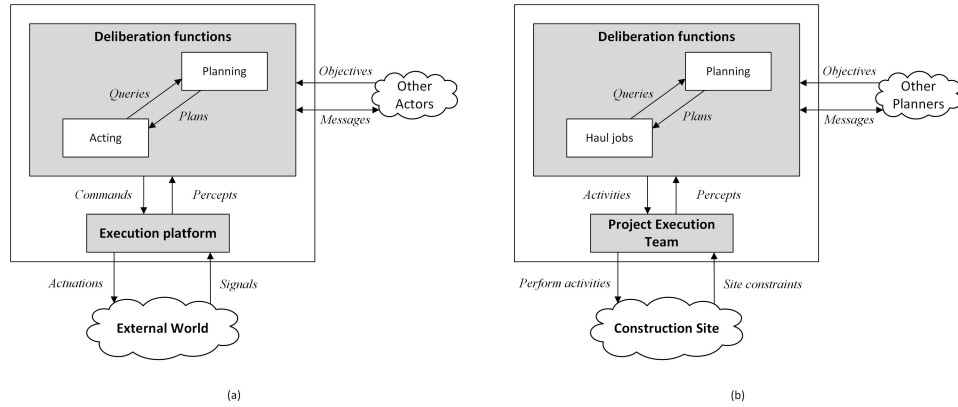 Deliberation functions
Planning
Queries
Plans
Acting
Objectives
Other
Actors
Messages
Commands
Percepts
Execution platform
Actuations
Signals
External World
(a)
Deliberation functions
Planning
Queries
Plans
Haul jobs
Objectives
Other
Planners
Messages
Activities
Percepts
Project Execution
Team
Perform activities
Site constraints
Construction Site
(b)